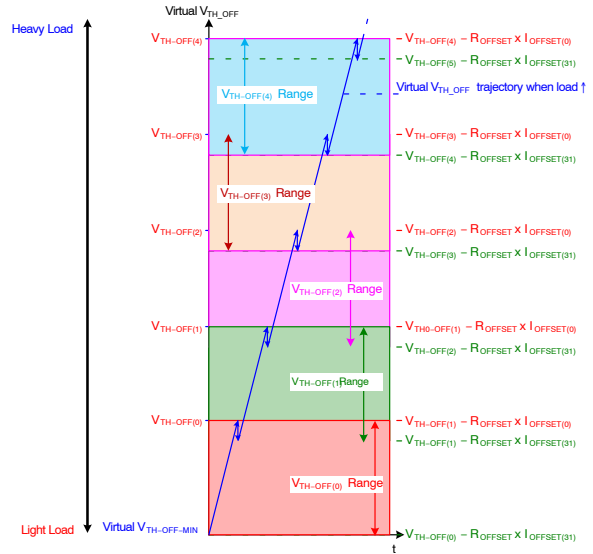 Virtual VTH_OFF
Heavy Load
VTH-OFF(4)
VTH-OFF(4) – ROFFSET x IOFFSET(0)
VTH-OFF(5) – ROFFSET x IOFFSET(31)
VTH-OFF(4) Range
Virtual VTH_OFF trajectory when load ↑
VTH-OFF(3)
VTH-OFF(3) – ROFFSET x IOFFSET(0)
VTH-OFF(4) – ROFFSET x IOFFSET(31)
VTH-OFF(3) Range
VTH-OFF(2)
VTH-OFF(2) – ROFFSET x IOFFSET(0)
VTH-OFF(3) – ROFFSET x IOFFSET(31)
VTH-OFF(2) Range
VTH-OFF(1)
VTH0-OFF(1) – ROFFSET x IOFFSET(0)
VTH-OFF(2) – ROFFSET x IOFFSET(31)
VTH-OFF(1) Range
VTH-OFF(0)
VTH-OFF(1) – ROFFSET x IOFFSET(0)
VTH-OFF(1) – ROFFSET x IOFFSET(31)
VTH-OFF(0) Range
Light Load
Virtual VTH-OFF-MIN
VTH-OFF(0) – ROFFSET x IOFFSET(31)
t